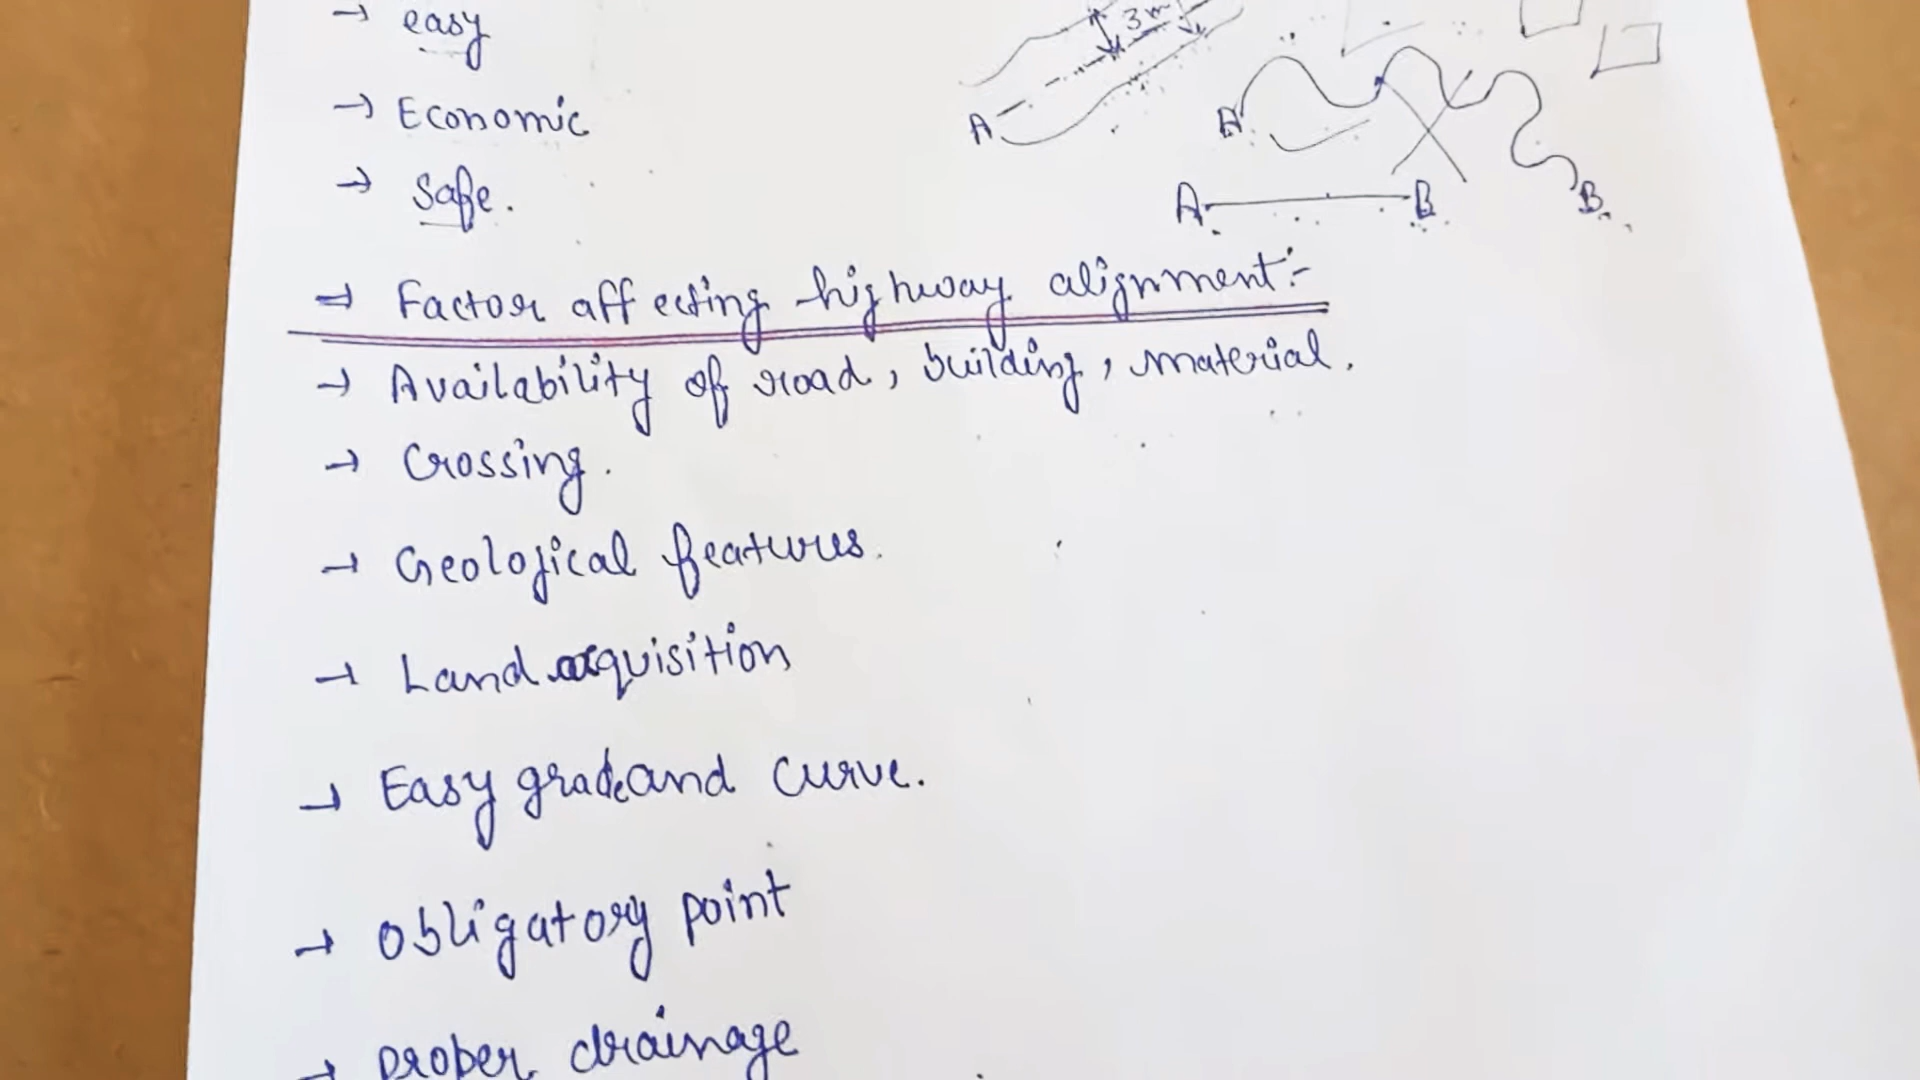 → easy
3m
→ Economic
A
A
→ Safe.
A B
B.
→ Factor affecting highway alignment:-
→ Availability of road, building, material.
→ Crossing.
→ Geological features.
→ Land acquisition
→ Easy grade and curve.
→ Obligatory point
→ Proper drainage